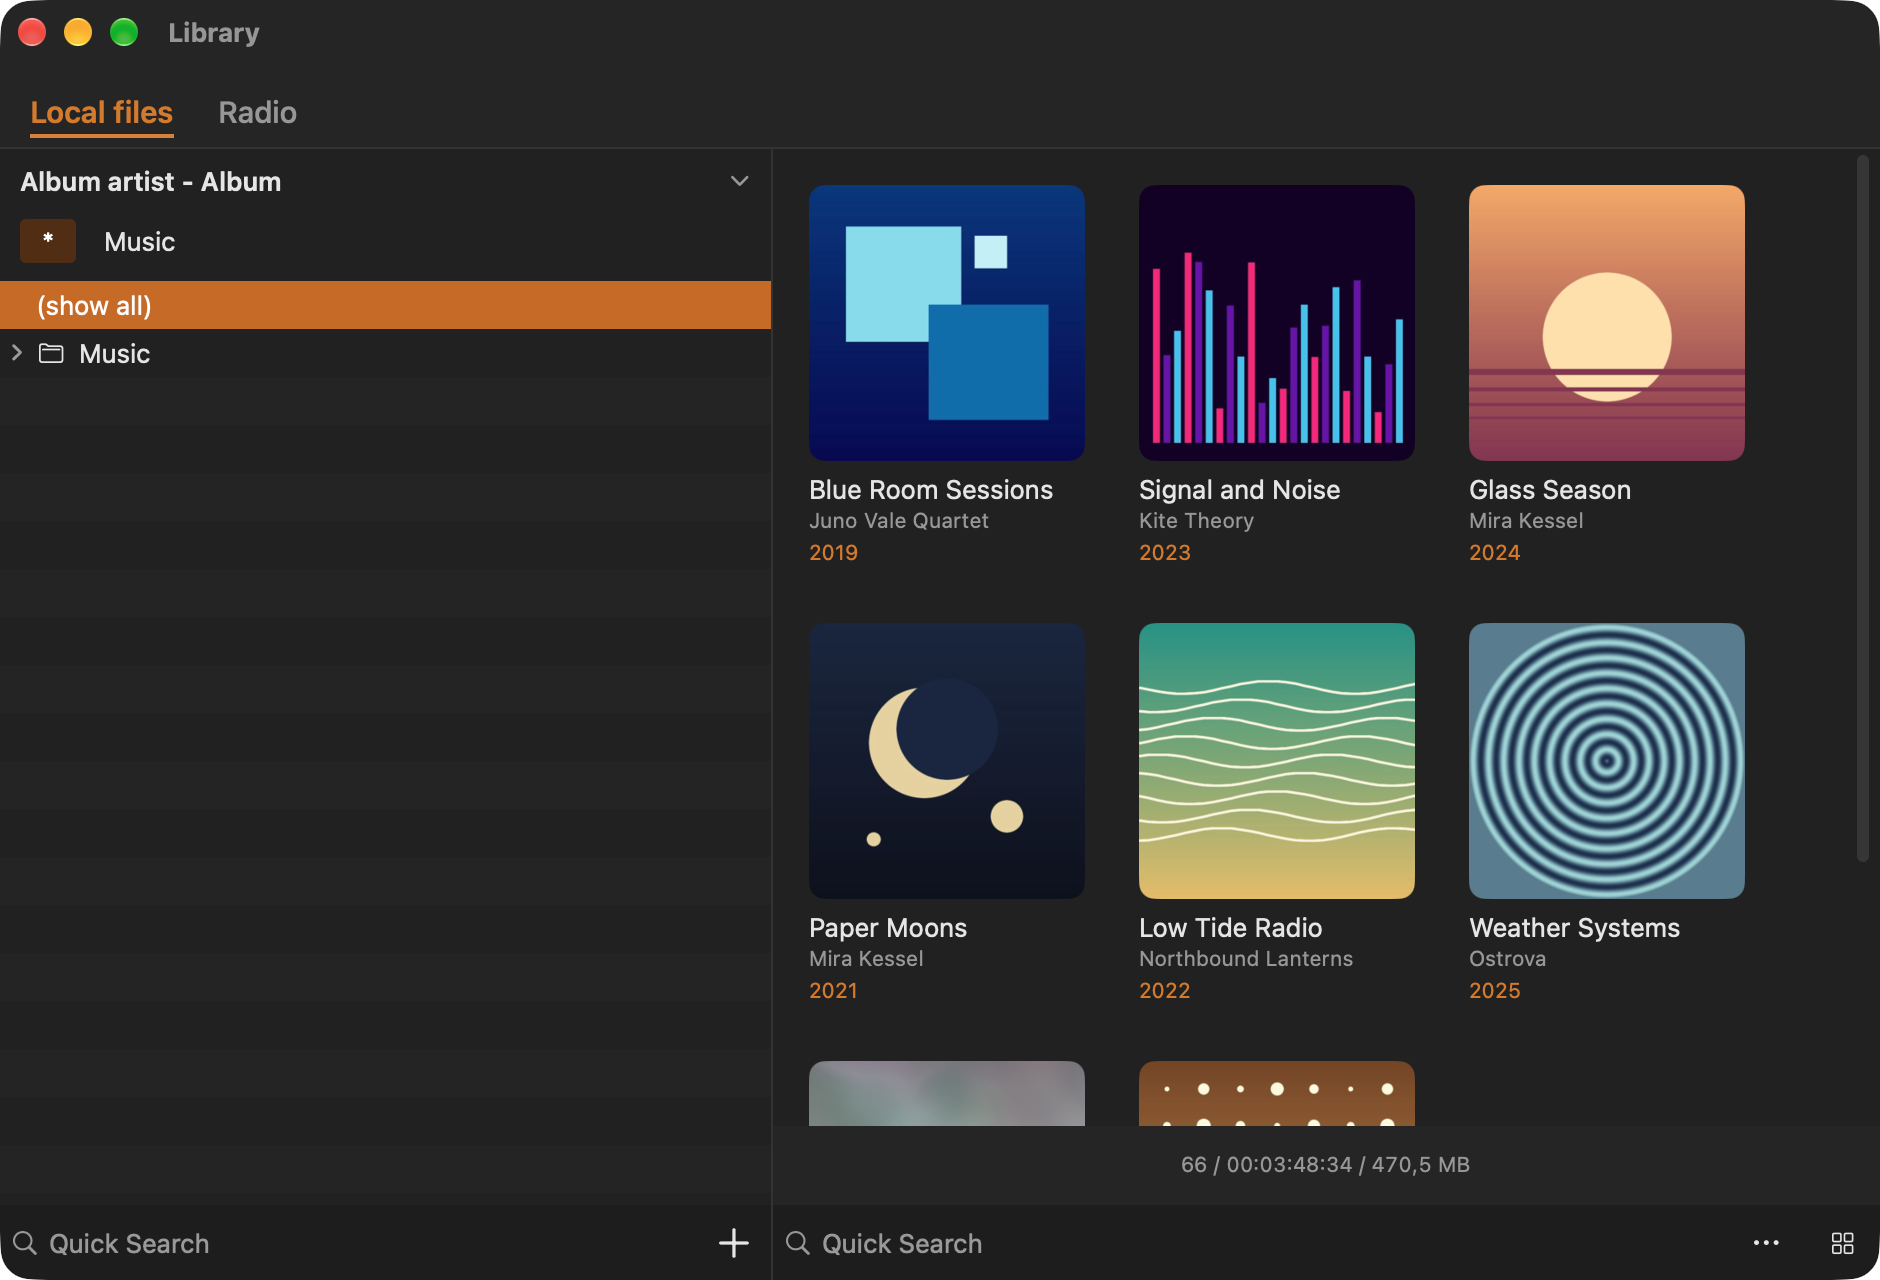 Library
Local files
Radio
Album artist - Album
* Music
(show all)
Music
Quick Search
Blue Room Sessions
Juno Vale Quartet
2019
Signal and Noise
Kite Theory
2023
Glass Season
Mira Kessel
2024
Paper Moons
Mira Kessel
2021
Low Tide Radio
Northbound Lanterns
2022
Weather Systems
Ostrova
2025
66 / 00:03:48:34 / 470,5 MB
Quick Search